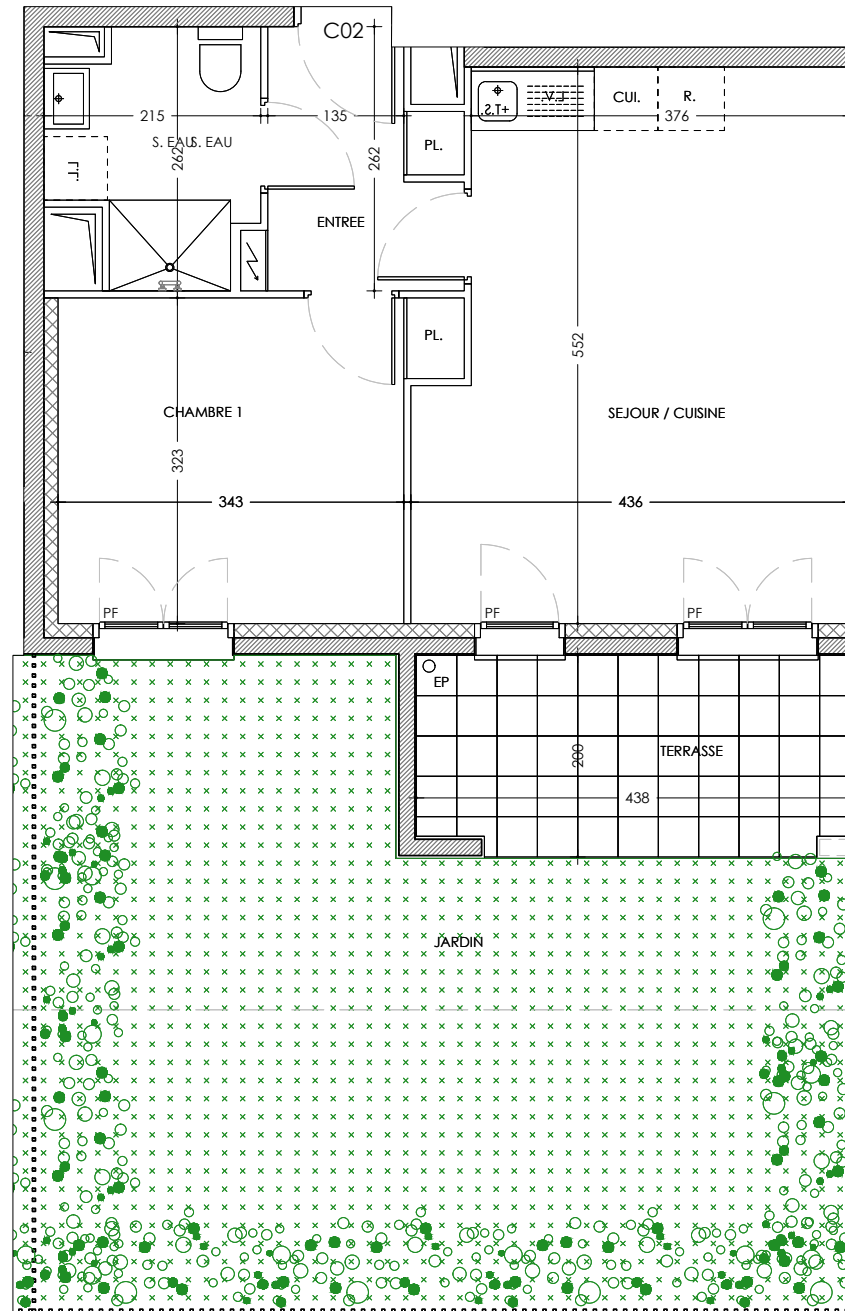 C02
L.V.
+T.S.
CUI.
R.
215
135
376
PL.
S. EAU
S. EAU
262
262
L.L.
ENTREE
PL.
552
CHAMBRE 1
SEJOUR / CUISINE
323
343
436
PF
PF
PF
EP
TERRASSE
200
438
JARDIN